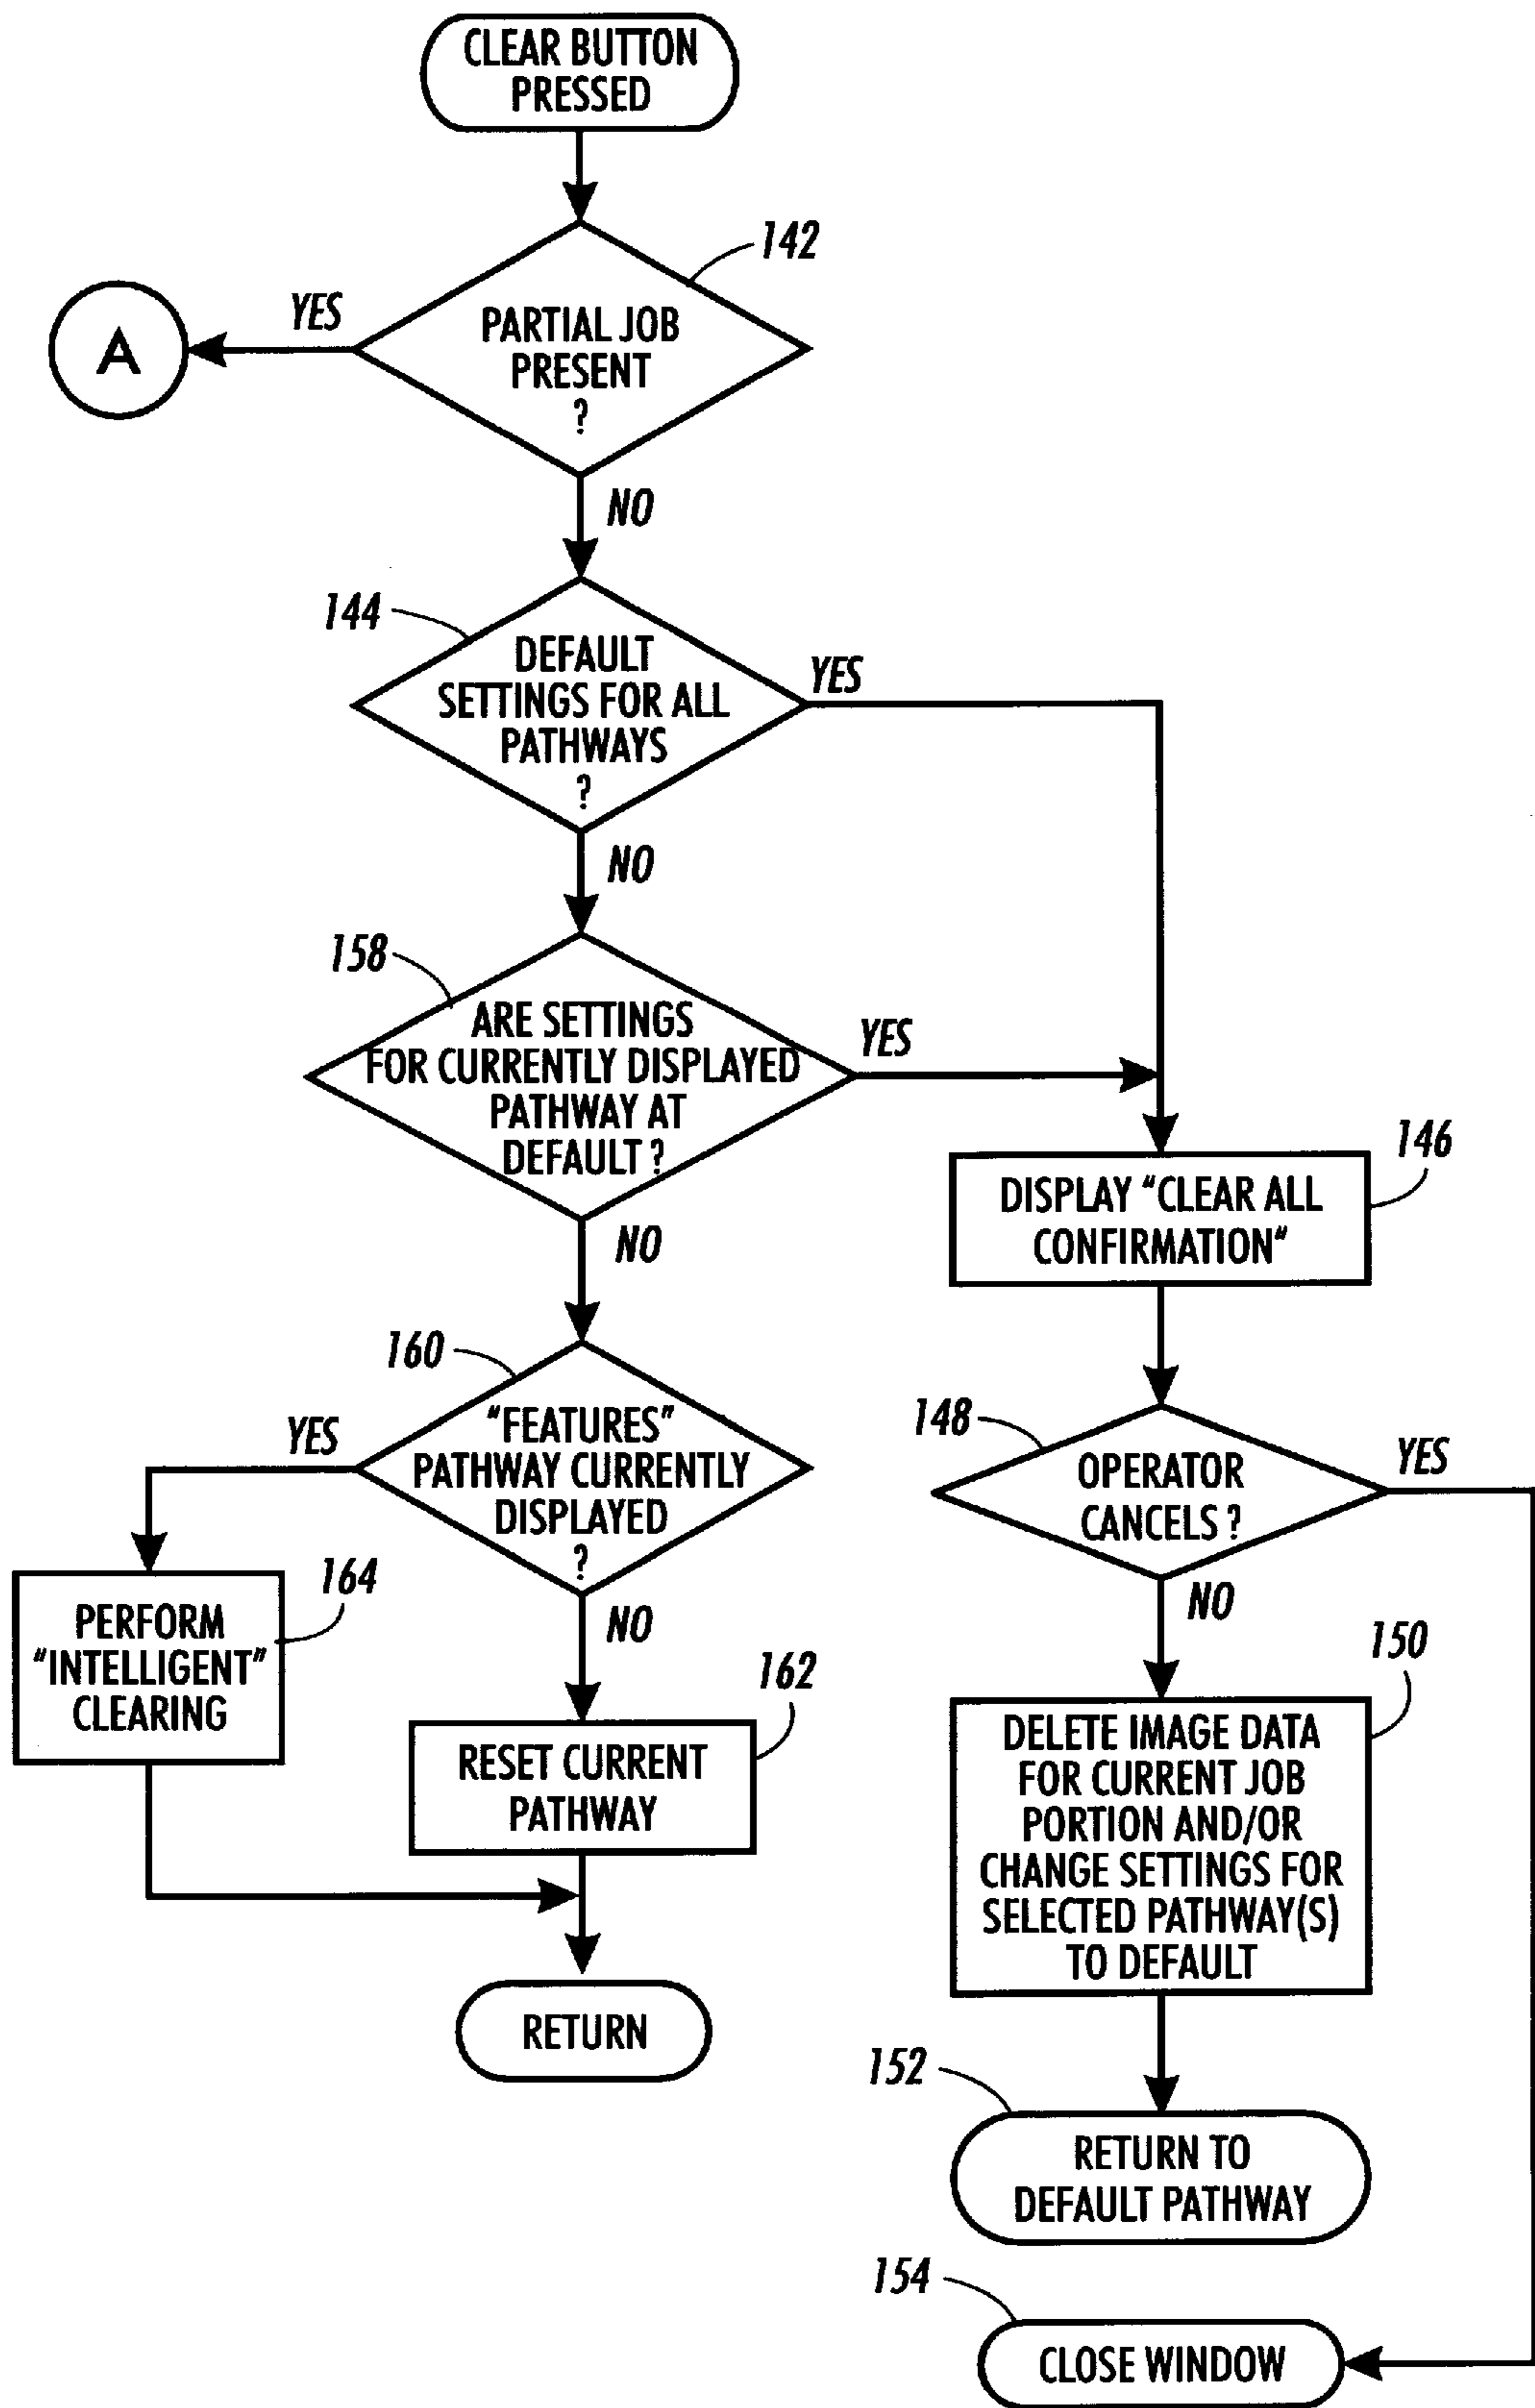 CLEAR BUTTON
PRESSED
142
YES
A
PARTIAL JOB
PRESENT
?
NO
144
DEFAULT
SETTINGS FOR ALL
PATHWAYS
?
YES
NO
158
ARE SETTINGS
FOR CURRENTLY DISPLAYED
PATHWAY AT
DEFAULT ?
YES
NO
146
DISPLAY "CLEAR ALL
CONFIRMATION"
160
"FEATURES"
PATHWAY CURRENTLY
DISPLAYED
?
YES
NO
148
OPERATOR
CANCELS ?
YES
NO
164
PERFORM
"INTELLIGENT"
CLEARING
162
RESET CURRENT
PATHWAY
150
DELETE IMAGE DATA
FOR CURRENT JOB
PORTION AND/OR
CHANGE SETTINGS FOR
SELECTED PATHWAY(S)
TO DEFAULT
RETURN
152
RETURN TO
DEFAULT PATHWAY
154
CLOSE WINDOW